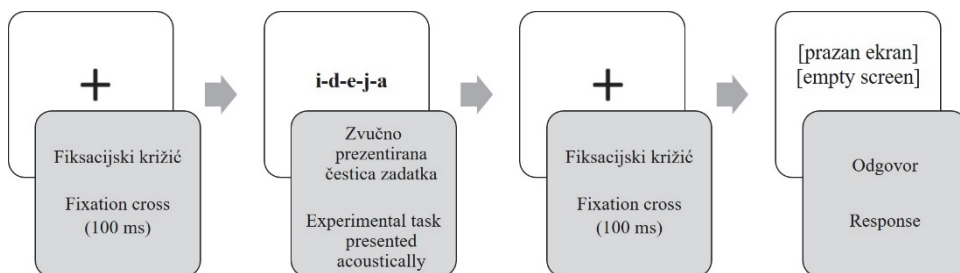 +
Fiksacijski križić
Fixation cross
(100 ms)
i-d-e-j-a
Zvučno
prezentirana
čestica zadatka
Experimental task
presented
acoustically
+
Fiksacijski križić
Fixation cross
(100 ms)
[prazan ekran]
[empty screen]
Odgovor
Response